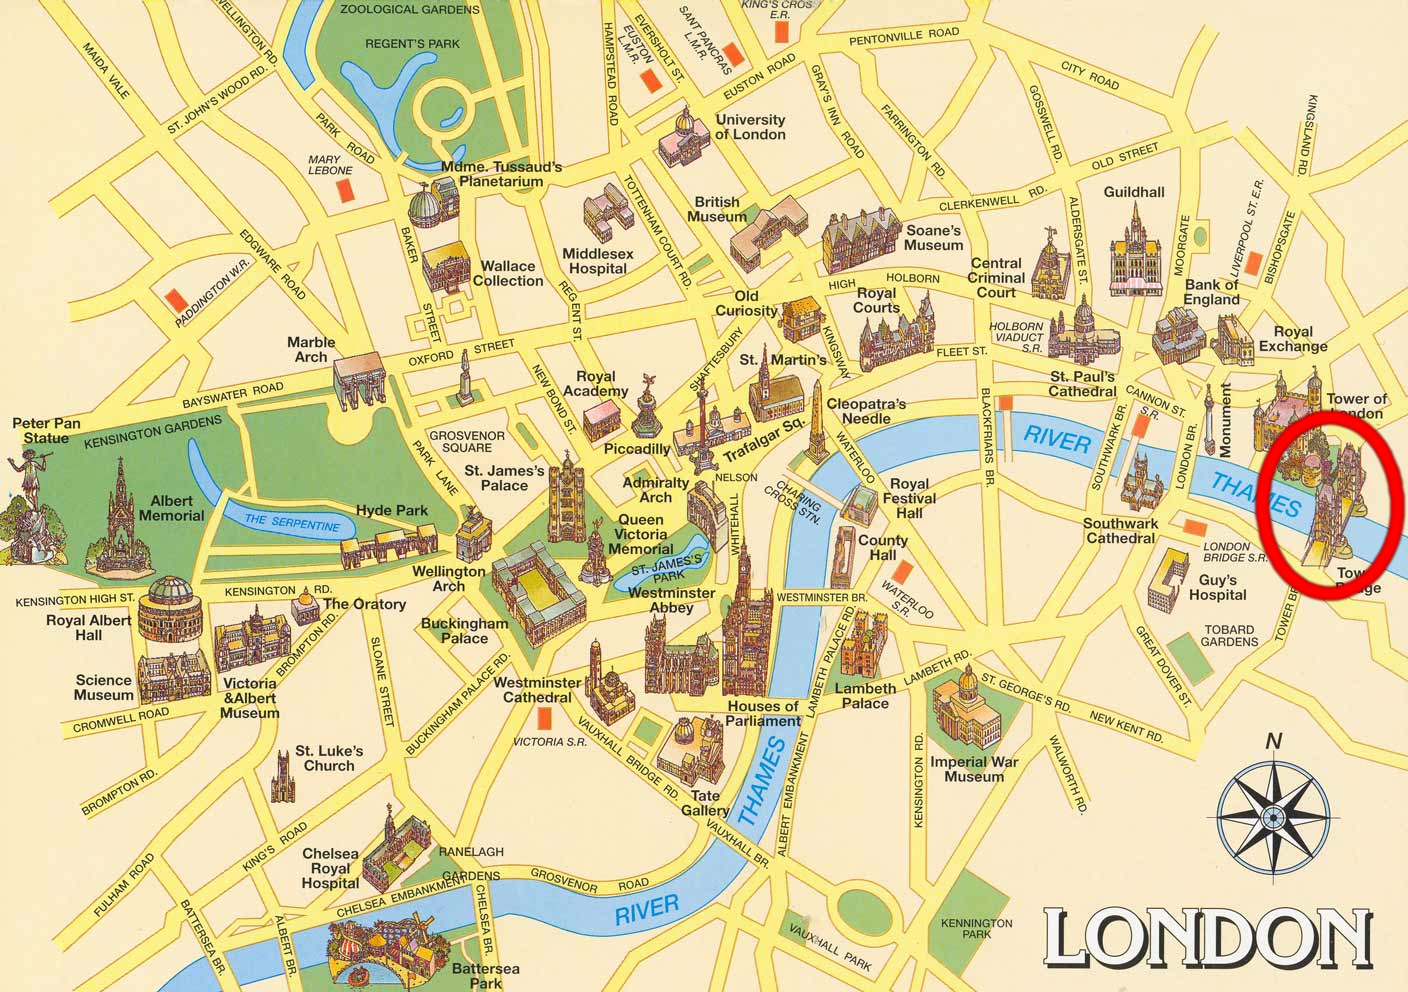 ZOOLOGICAL GARDENS
REGENT'S PARK
WELLINGTON RD.
MAIDA VALE
ST. JOHN'S WOOD RD.
PARK ROAD
HAMPSTEAD ROAD
EVERSHOLT ST.
EUSTON
L.M.R.
SANT PANCRAS
L.M.R.
KING'S CROS
E.R.
PENTONVILLE ROAD
CITY ROAD
EUSTON ROAD
GRAY'S INN ROAD
FARRINGTON RD.
GOSSWELL RD.
OLD STREET
KINGSLAND RD.
University
of London
MARY
LEBONE
Mdme. Tussaud's
Planetarium
British
Museum
Soane's
Museum
CLERKENWELL RD.
ALDERSGATE ST.
Guildhall
MOORGATE
LIVERPOOL ST. E.R.
BISHOPSGATE
EDGWARE ROAD
PADDINGTON W.R.
BAKER
STREET
Wallace
Collection
Middlesex
Hospital
TOTTENHAM COURT RD.
REGENT ST.
Central
Criminal
Court
HIGH HOLBORN
Royal
Courts
Old
Curiosity
KINGSWAY
Bank of
England
Royal
Exchange
HOLBORN
VIADUCT
S.R.
FLEET ST.
Marble
Arch
OXFORD STREET
BAYSWATER ROAD
SHAFTESBURY
St. Martin's
NEW BOND ST.
Royal
Academy
Piccadilly
Trafalgar Sq.
Cleopatra's
Needle
BLACKFRIARS BR.
St. Paul's
Cathedral
CANNON ST.
S.R.
SOUTHWARK BR.
LONDON BR.
Monument
Tower of
London
Peter Pan
Statue
KENSINGTON GARDENS
PARK LANE
GROSVENOR
SQUARE
St. James's
Palace
Admiralty
Arch
NELSON
WHITEHALL
CHARING
CROSS STN.
WATERLOO
RIVER
THAMES
Royal
Festival
Hall
County
Hall
WATERLOO
S.R.
Southwark
Cathedral
LONDON
BRIDGE S.R.
Guy's
Hospital
TOWER BR.
TOBARD
GARDENS
GREAT DOVER ST.
Albert
Memorial
THE SERPENTINE
Hyde Park
Wellington
Arch
Queen
Victoria
Memorial
ST. JAMES'S
PARK
Westminster
Abbey
WESTMINSTER BR.
Buckingham
Palace
KENSINGTON HIGH ST.
KENSINGTON RD.
The Oratory
Royal Albert
Hall
BROMPTON RD.
Science
Museum
Victoria
&Albert
Museum
CROMWELL ROAD
SLOANE STREET
BUCKINGHAM PALACE RD.
Westminster
Cathedral
VICTORIA S.R.
Houses of
Parliament
LAMBETH PALACE RD.
Lambeth
Palace
LAMBETH RD.
ST. GEORGE'S RD.
NEW KENT RD.
Imperial War
Museum
KENSINGTON RD.
WALWORTH RD.
St. Luke's
Church
BROMPTON RD.
VAUXHALL BRIDGE RD.
Tate
Gallery
THAMES
ALBERT EMBANKMENT
VAUXHALL BR.
KING'S ROAD
FULHAM ROAD
Chelsea
Royal
Hospital
RANELAGH
GARDENS
CHELSEA EMBANKMENT
GROSVENOR ROAD
RIVER
BATTERSEA BR.
ALBERT BR.
CHELSEA BR.
Battersea
Park
VAUXHALL PARK
KENNINGTON
PARK
N
LONDON